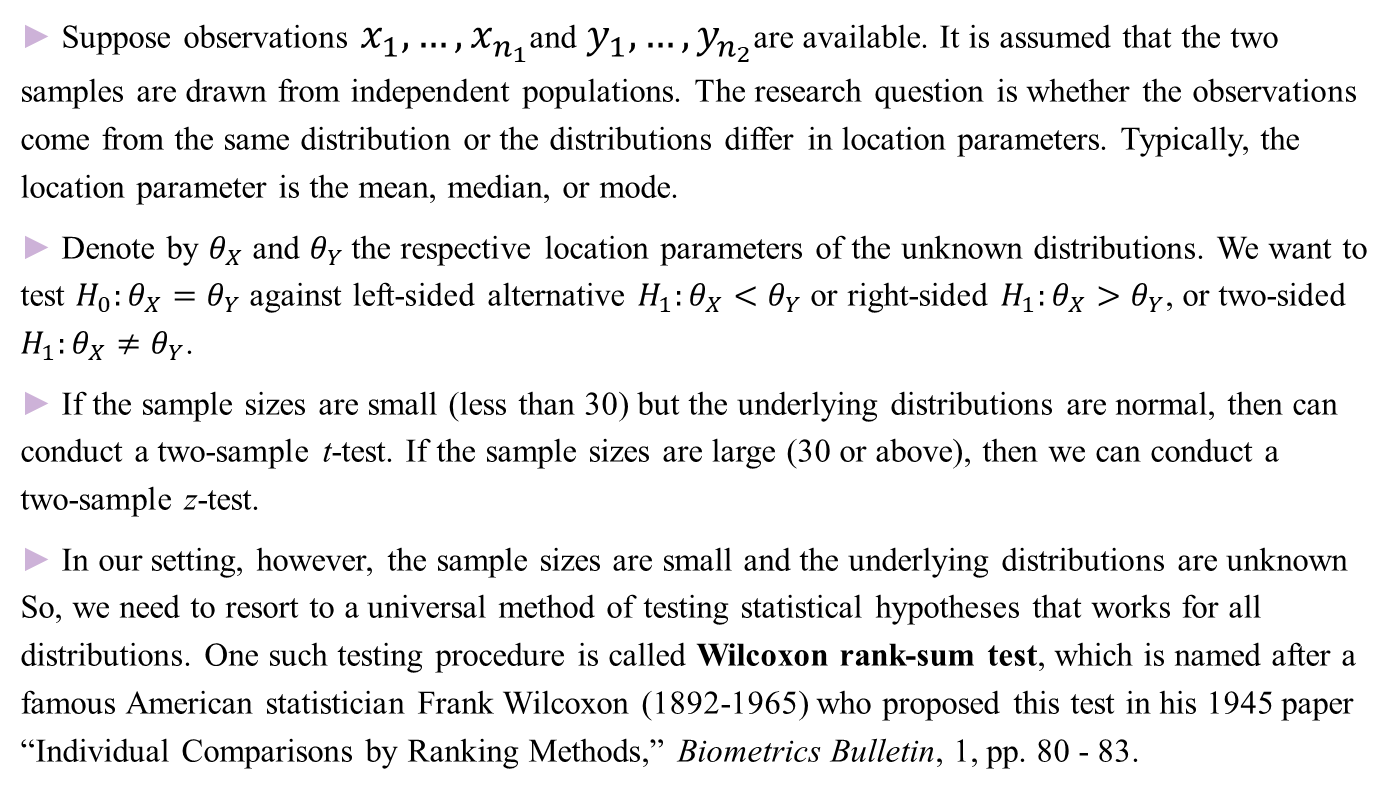 ► Suppose observations x₁, … , xₙ₁ and y₁, … , yₙ₂ are available. It is assumed that the two
samples are drawn from independent populations. The research question is whether the observations
come from the same distribution or the distributions differ in location parameters. Typically, the
location parameter is the mean, median, or mode.
► Denote by θ_X and θ_Y the respective location parameters of the unknown distributions. We want to
test H₀: θ_X = θ_Y against left-sided alternative H₁: θ_X < θ_Y or right-sided H₁: θ_X > θ_Y, or two-sided
H₁: θ_X ≠ θ_Y.
► If the sample sizes are small (less than 30) but the underlying distributions are normal, then can
conduct a two-sample t-test. If the sample sizes are large (30 or above), then we can conduct a
two-sample z-test.
► In our setting, however, the sample sizes are small and the underlying distributions are unknown
So, we need to resort to a universal method of testing statistical hypotheses that works for all
distributions. One such testing procedure is called Wilcoxon rank-sum test, which is named after a
famous American statistician Frank Wilcoxon (1892-1965) who proposed this test in his 1945 paper
“Individual Comparisons by Ranking Methods,” Biometrics Bulletin, 1, pp. 80 - 83.